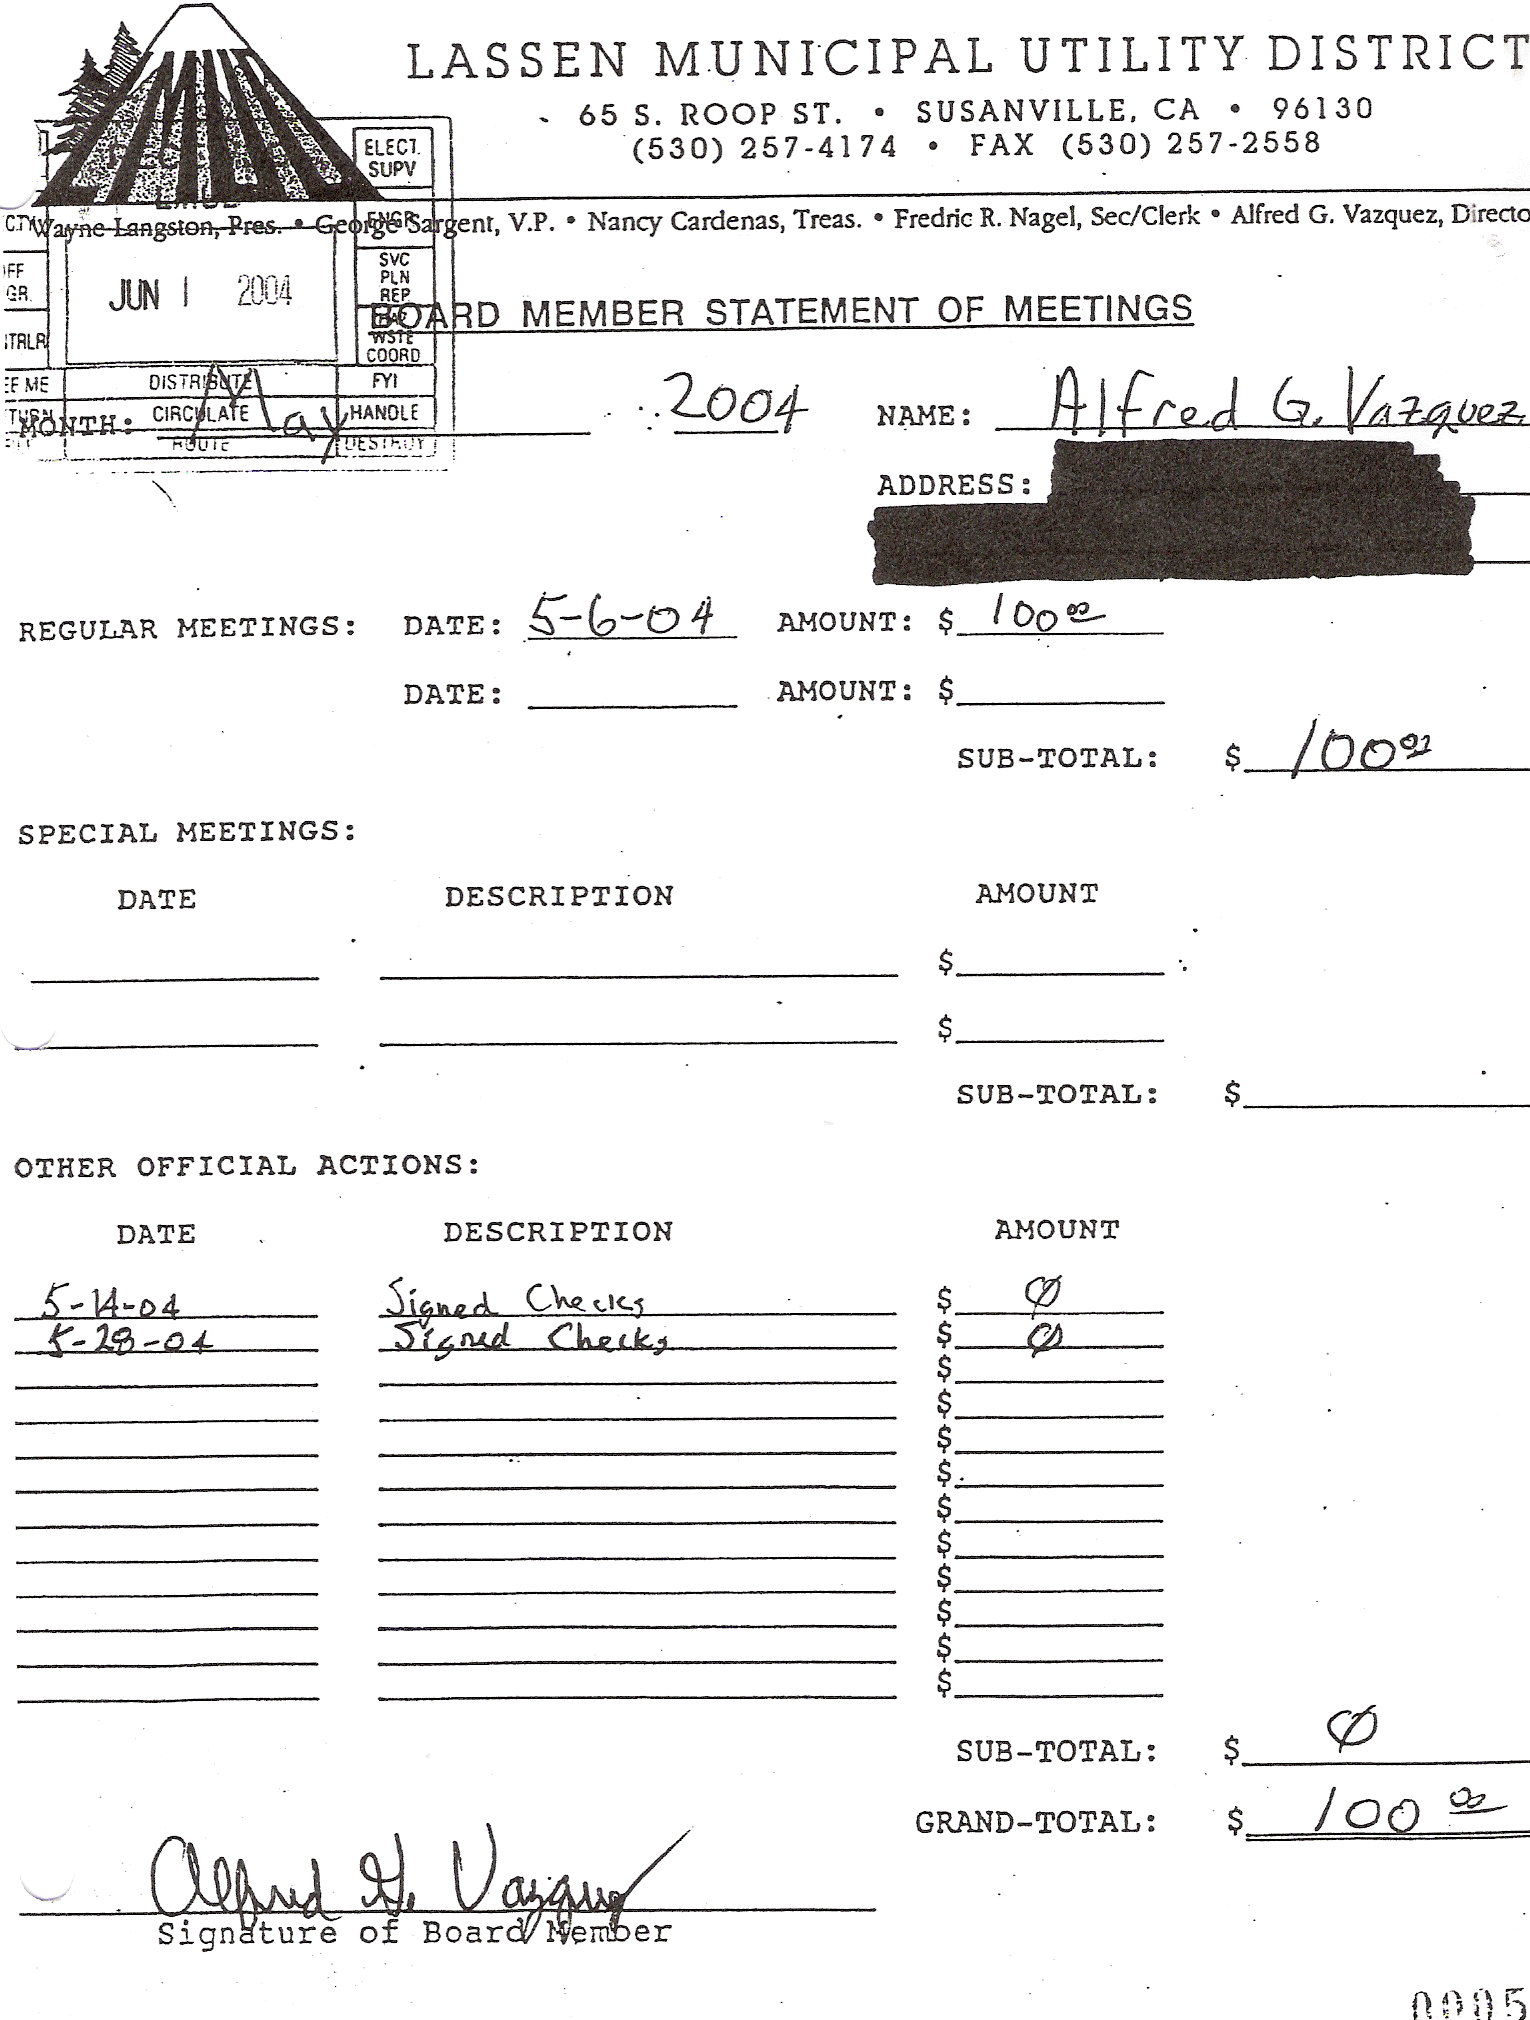 LASSEN MUNICIPAL UTILITY DISTRICT
65 S. ROOP ST. • SUSANVILLE, CA • 96130
(530) 257-4174 • FAX (530) 257-2558
LMUD
Wayne Langston, Pres. • George Sargent, V.P. • Nancy Cardenas, Treas. • Fredric R. Nagel, Sec/Clerk • Alfred G. Vazquez, Directo
ELECT. SUPV
ENGR
SVC PLN REP
HAZ WSTE COORD
JUN 1 2004
DISTRIBUTE FYI
CIRCULATE HANDLE
ROUTE DESTROY
BOARD MEMBER STATEMENT OF MEETINGS
MONTH: May 2004 NAME: Alfred G. Vazquez
ADDRESS:
REGULAR MEETINGS: DATE: 5-6-04 AMOUNT: $ 100 00
DATE: AMOUNT: $
SUB-TOTAL: $ 100 00
SPECIAL MEETINGS:
DATE DESCRIPTION AMOUNT
$
$
SUB-TOTAL: $
OTHER OFFICIAL ACTIONS:
DATE DESCRIPTION AMOUNT
5-14-04 Signed Checks $ Ø
5-28-04 Signed Checks $ Ø
$
$
$
$
$
$
$
$
$
$
SUB-TOTAL: $ Ø
GRAND-TOTAL: $ 100 00
Alfred G. Vazquez
Signature of Board Member